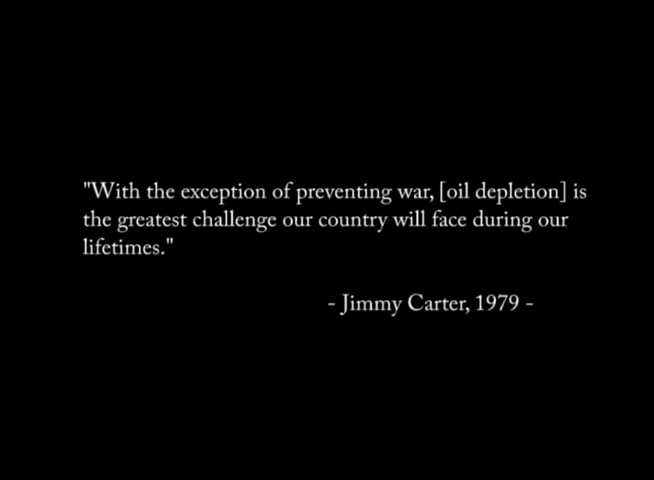 "With the exception of preventing war, [oil depletion] is
the greatest challenge our country will face during our
lifetimes."
- Jimmy Carter, 1979 -